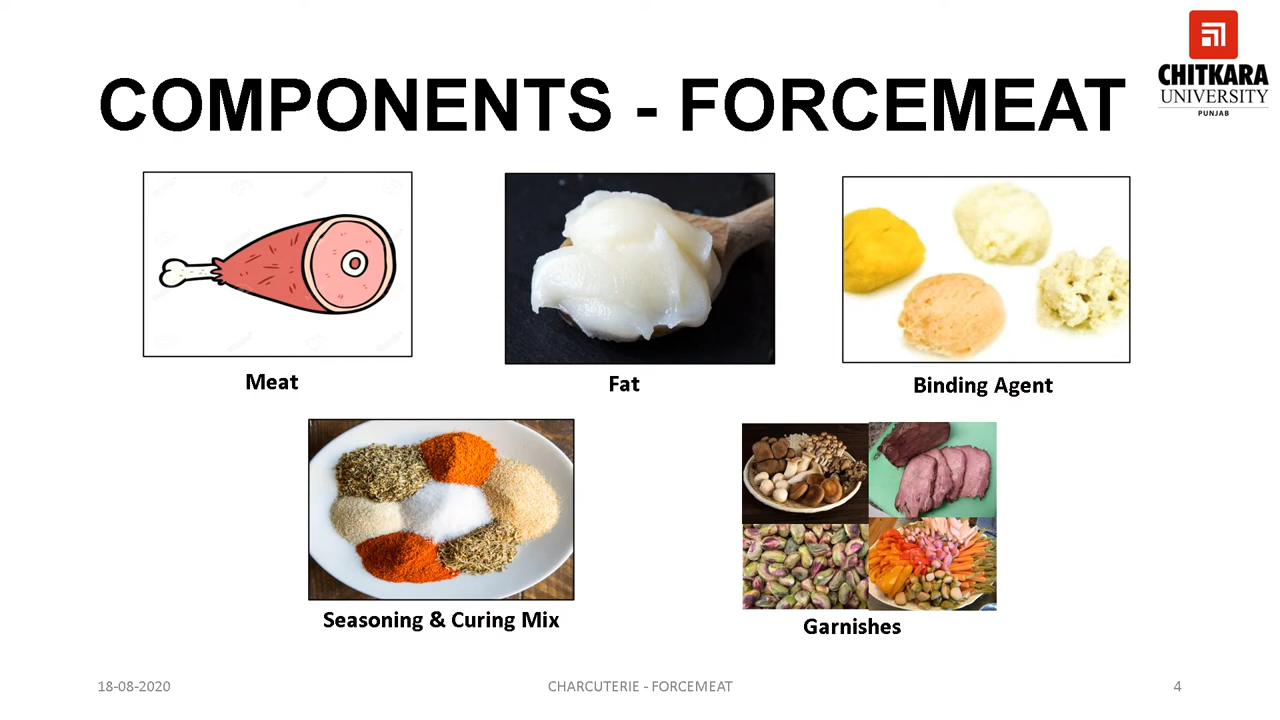 COMPONENTS - FORCEMEAT
CHITKARA
UNIVERSITY
PUNJAB
Meat
Fat
Binding Agent
Seasoning & Curing Mix
Garnishes
18-08-2020
CHARCUTERIE - FORCEMEAT
4